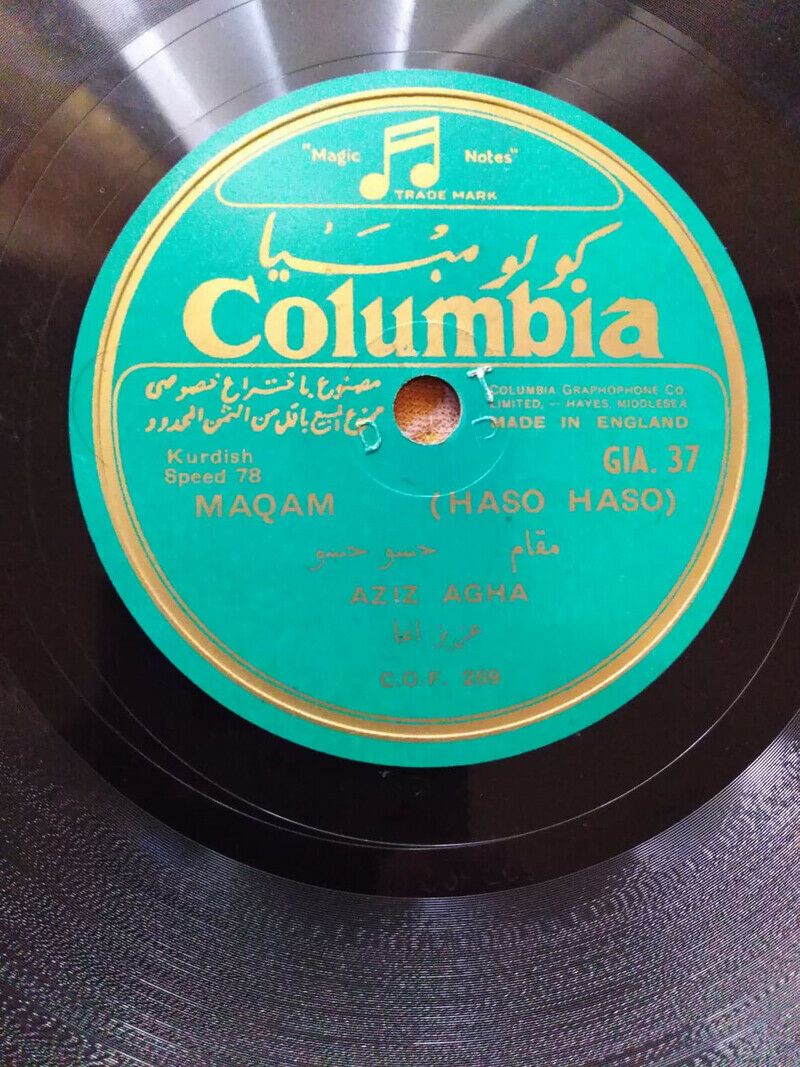 "Magic Notes"
TRADE MARK
كولومبيا
Columbia
مصنوع باختراع خصوصي
ممنوع البيع باقل من الثمن المحدود
COLUMBIA GRAPHOPHONE CO.
LIMITED, — HAYES, MIDDLESEX
MADE IN ENGLAND
Kurdish
Speed 78
GIA. 37
MAQAM (HASO HASO)
مقام حسو حسو
AZIZ AGHA
عزيز اغا
C.O.F. 269